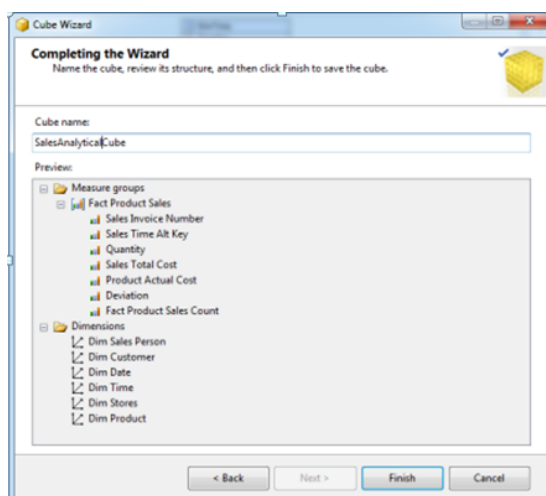 Cube Wizard
Completing the Wizard
Name the cube, review its structure, and then click Finish to save the cube.
Cube name:
SalesAnalyticalCube
Preview:
Measure groups
Fact Product Sales
Sales Invoice Number
Sales Time Alt Key
Quantity
Sales Total Cost
Product Actual Cost
Deviation
Fact Product Sales Count
Dimensions
Dim Sales Person
Dim Customer
Dim Date
Dim Time
Dim Stores
Dim Product
< Back
Next >
Finish
Cancel